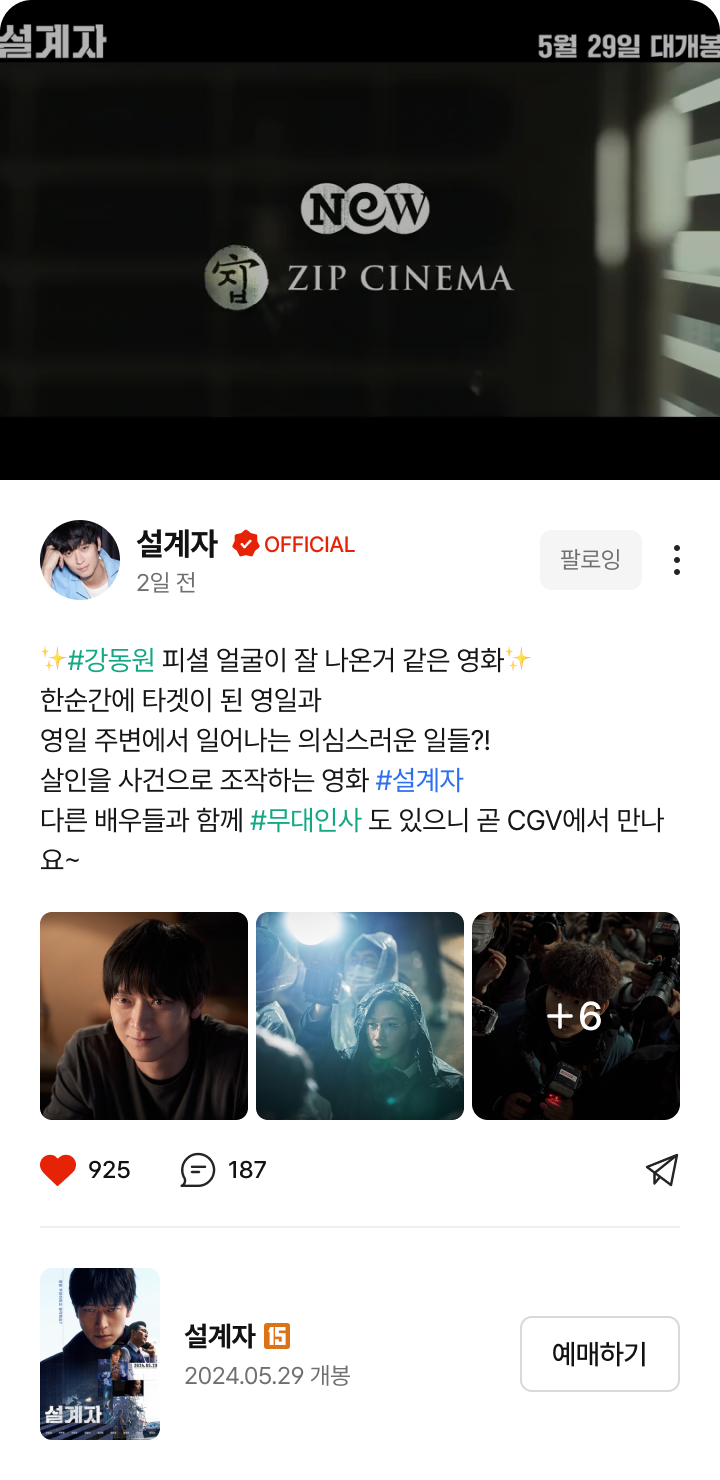 설계자
5월 29일 대개봉
New
집 ZIP CINEMA
설계자 OFFICIAL
2일 전
팔로잉
✨#강동원 피셜 얼굴이 잘 나온거 같은 영화✨
한순간에 타겟이 된 영일과
영일 주변에서 일어나는 의심스러운 일들?!
살인을 사건으로 조작하는 영화 #설계자
다른 배우들과 함께 #무대인사 도 있으니 곧 CGV에서 만나
요~
+6
925
187
2024.05.29
설계자
설계자 15
2024.05.29 개봉
예매하기